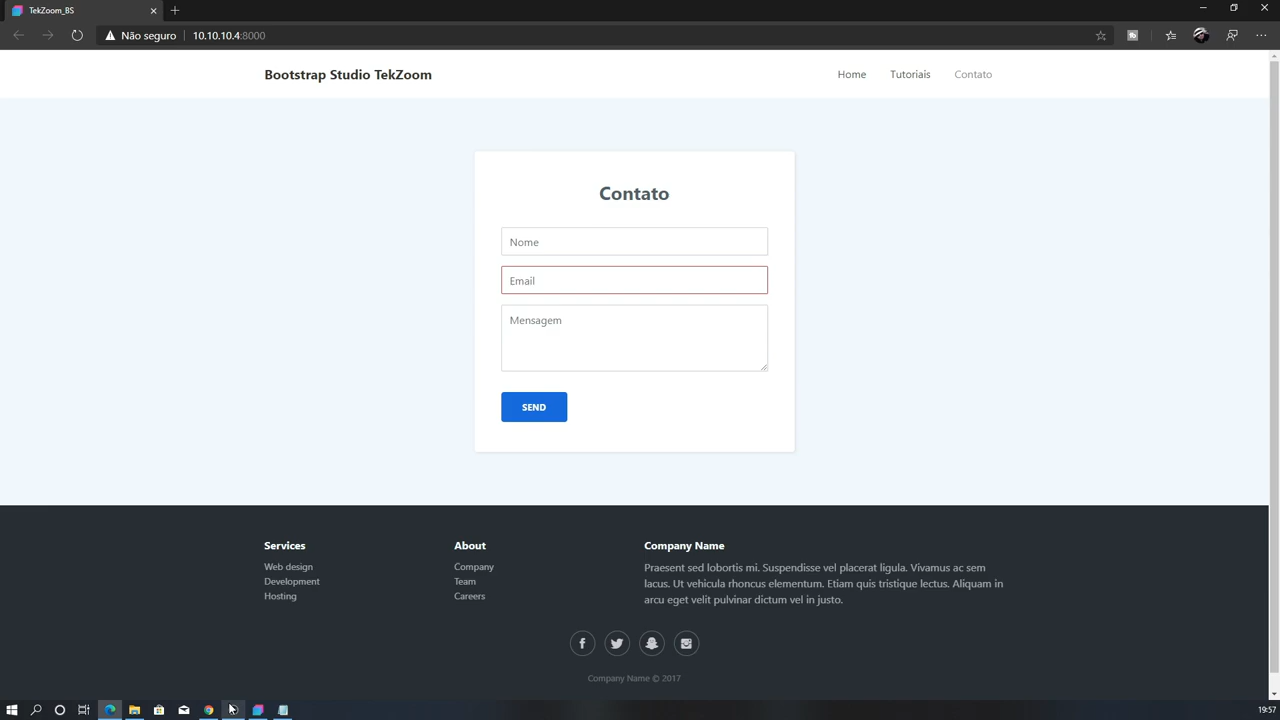 TekZoom_BS
Não seguro
10.10.10.4:8000
Bootstrap Studio TekZoom
Home
Tutoriais
Contato
Contato
Nome
Email
Mensagem
SEND
Services
Web design
Development
Hosting
About
Company
Team
Careers
Company Name
Praesent sed lobortis mi. Suspendisse vel placerat ligula. Vivamus ac sem
lacus. Ut vehicula rhoncus elementum. Etiam quis tristique lectus. Aliquam in
arcu eget velit pulvinar dictum vel in justo.
Company Name © 2017
19:57